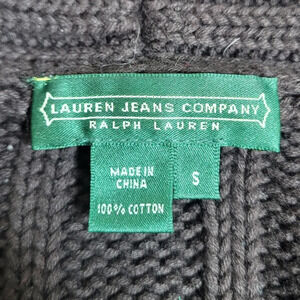 LAUREN JEANS COMPANY
RALPH LAUREN
MADE IN
CHINA
S
100% COTTON